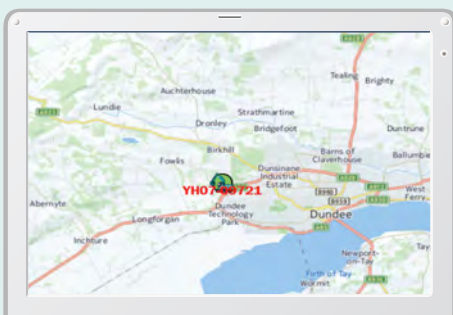 Tealing
Brighty
Auchterhouse
Lundie
Strathmartine
Dronley
Bridgefoot
Duntrune
Birkhill
Barns of
Claverhouse
Ballumbie
Fowlis
Dunsinane
Industrial
Estate
West
Ferry
Abernyte
Dundee
Technology
Park
Dundee
Longforgan
Inchture
Newport-
on-Tay
Tay
Firth of Tay
Wormit